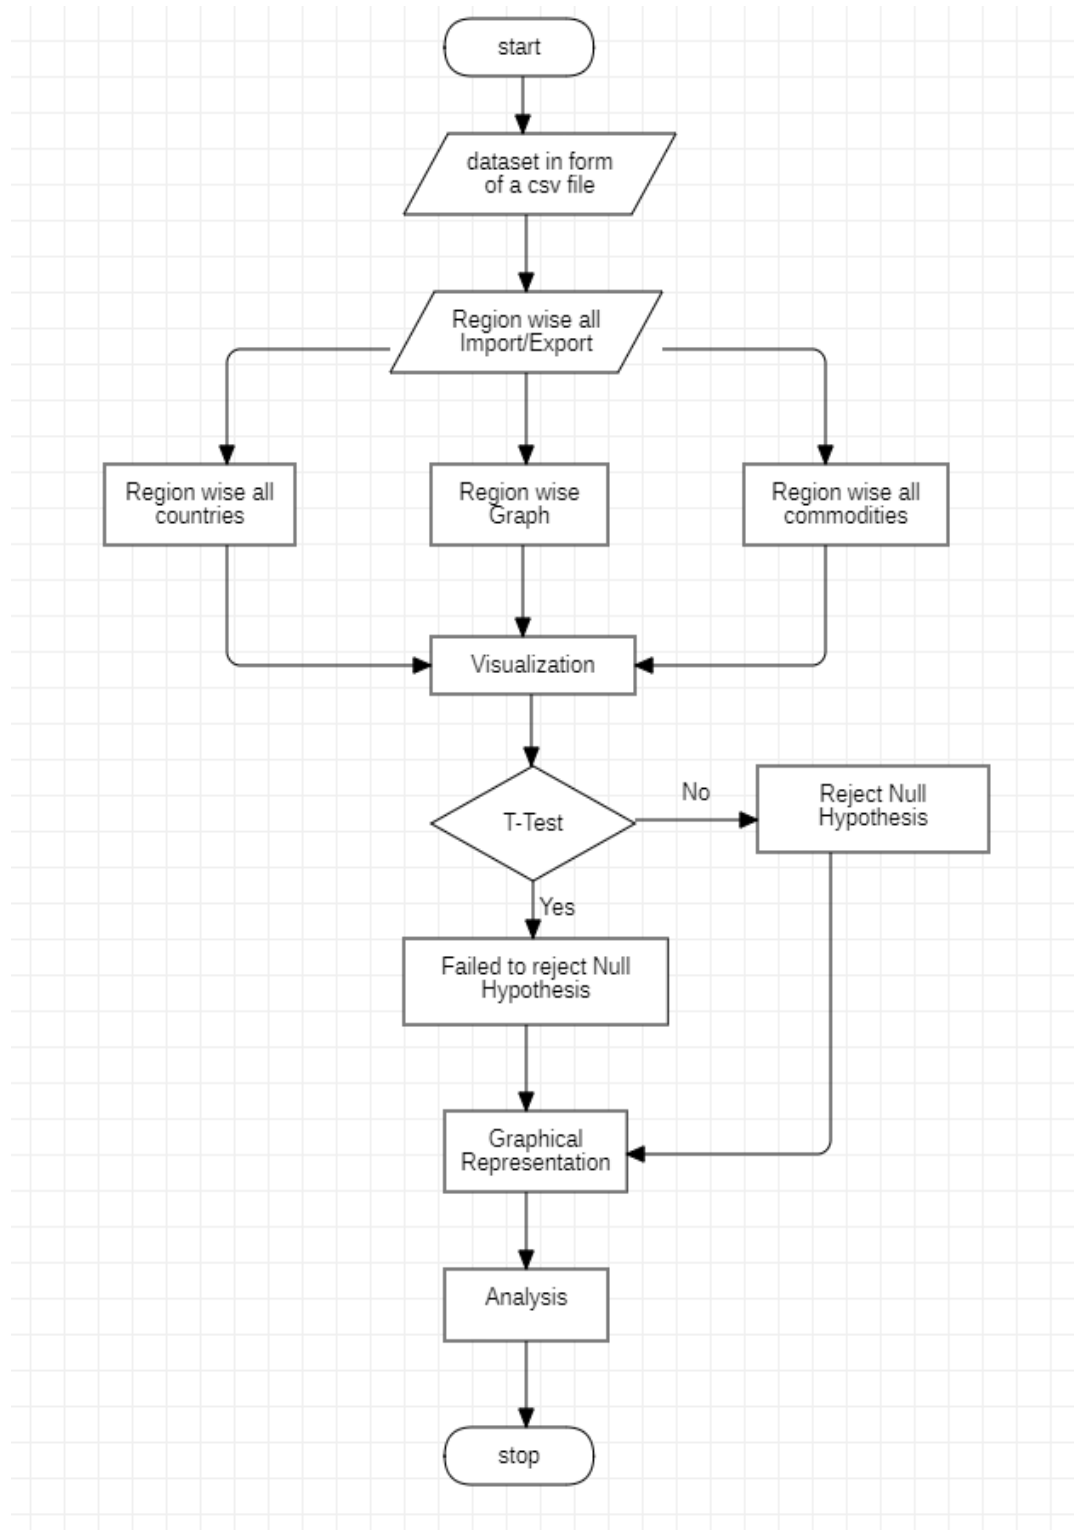 start
dataset in form
of a csv file
Region wise all
Import/Export
Region wise all
countries
Region wise
Graph
Region wise all
commodities
Visualization
T-Test
No
Reject Null
Hypothesis
Yes
Failed to reject Null
Hypothesis
Graphical
Representation
Analysis
stop